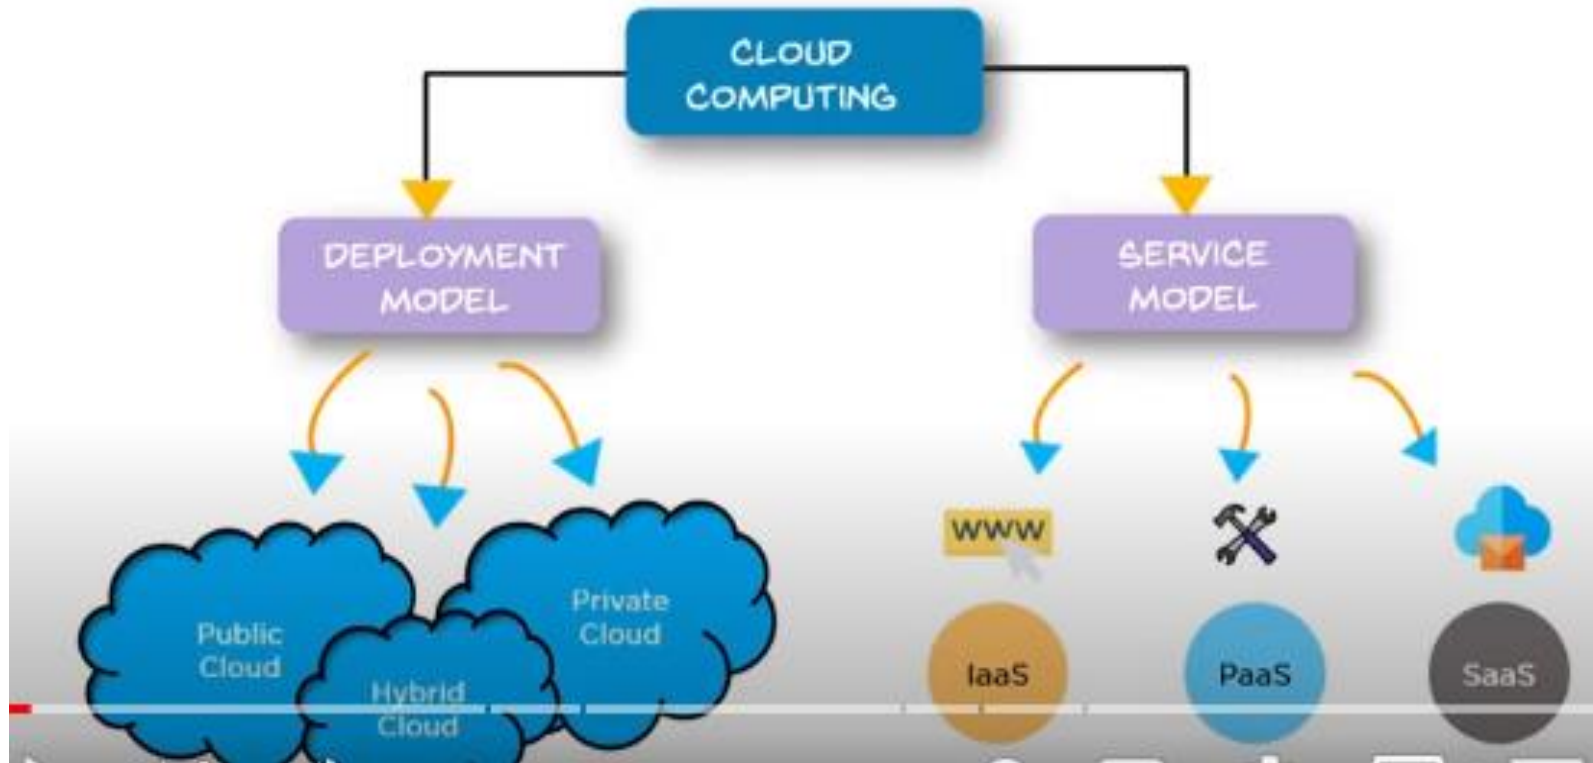 CLOUD
COMPUTING
DEPLOYMENT
MODEL
SERVICE
MODEL
Public
Cloud
Hybrid
Cloud
Private
Cloud
WWW
IaaS
PaaS
SaaS